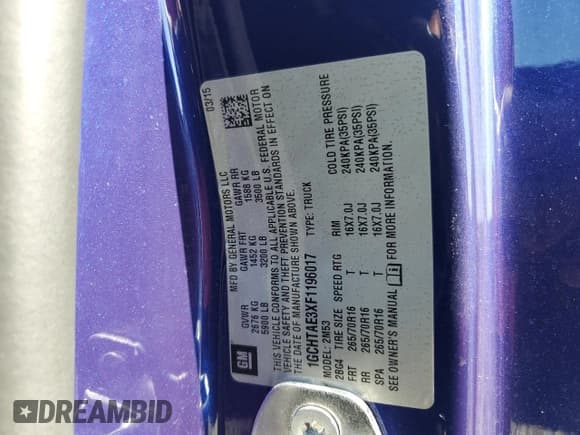 MFD BY GENERAL MOTORS LLC
03/15
GM
GVWR GAWR FRT GAWR RR
2676 KG 1452 KG 1588 KG
5900 LB 3200 LB 3500 LB
THIS VEHICLE CONFORMS TO ALL APPLICABLE U.S. FEDERAL MOTOR
VEHICLE SAFETY AND THEFT PREVENTION STANDARDS IN EFFECT ON
THE DATE OF MANUFACTURE SHOWN ABOVE.
1GCHTAE3XF1196017 TYPE: TRUCK
MODEL: 2M53
28G4 TIRE SIZE SPEED RTG RIM COLD TIRE PRESSURE
FRT 265/70R16 T 16X7.0J 240KPA(35PSI)
RR 265/70R16 T 16X7.0J 240KPA(35PSI)
SPA 265/70R16 T 16X7.0J 240KPA(35PSI)
SEE OWNER'S MANUAL FOR MORE INFORMATION.
DREAMBID